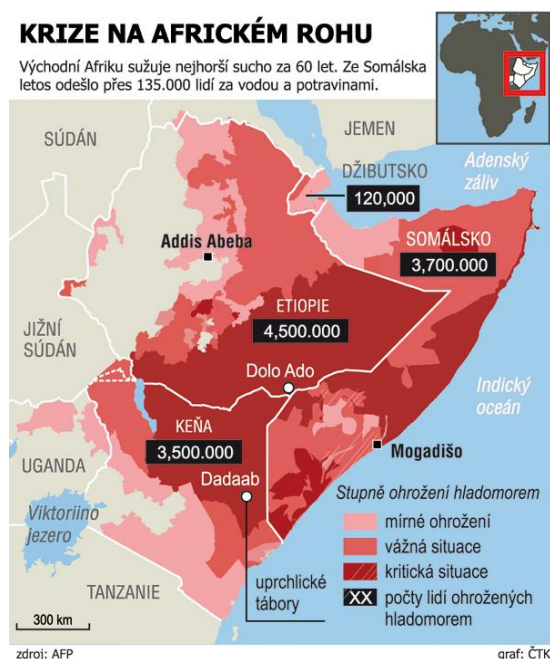 KRIZE NA AFRICKÉM ROHU
Východní Afriku sužuje nejhorší sucho za 60 let. Ze Somálska
letos odešlo přes 135.000 lidí za vodou a potravinami.
SÚDÁN
JEMEN
DŽIBUTSKO
120,000
Adenský
záliv
Addis Abeba
SOMÁLSKO
3,700.000
ETIOPIE
4,500.000
JIŽNÍ
SÚDÁN
Dolo Ado
Indický
oceán
KEŇA
3,500.000
Mogadišo
UGANDA
Dadaab
Viktoriino
jezero
Stupně ohrožení hladomorem
mírné ohrožení
vážná situace
kritická situace
XX počty lidí ohrožených
hladomorem
uprchlické
tábory
TANZANIE
300 km
zdroj: AFP
graf: ČTK